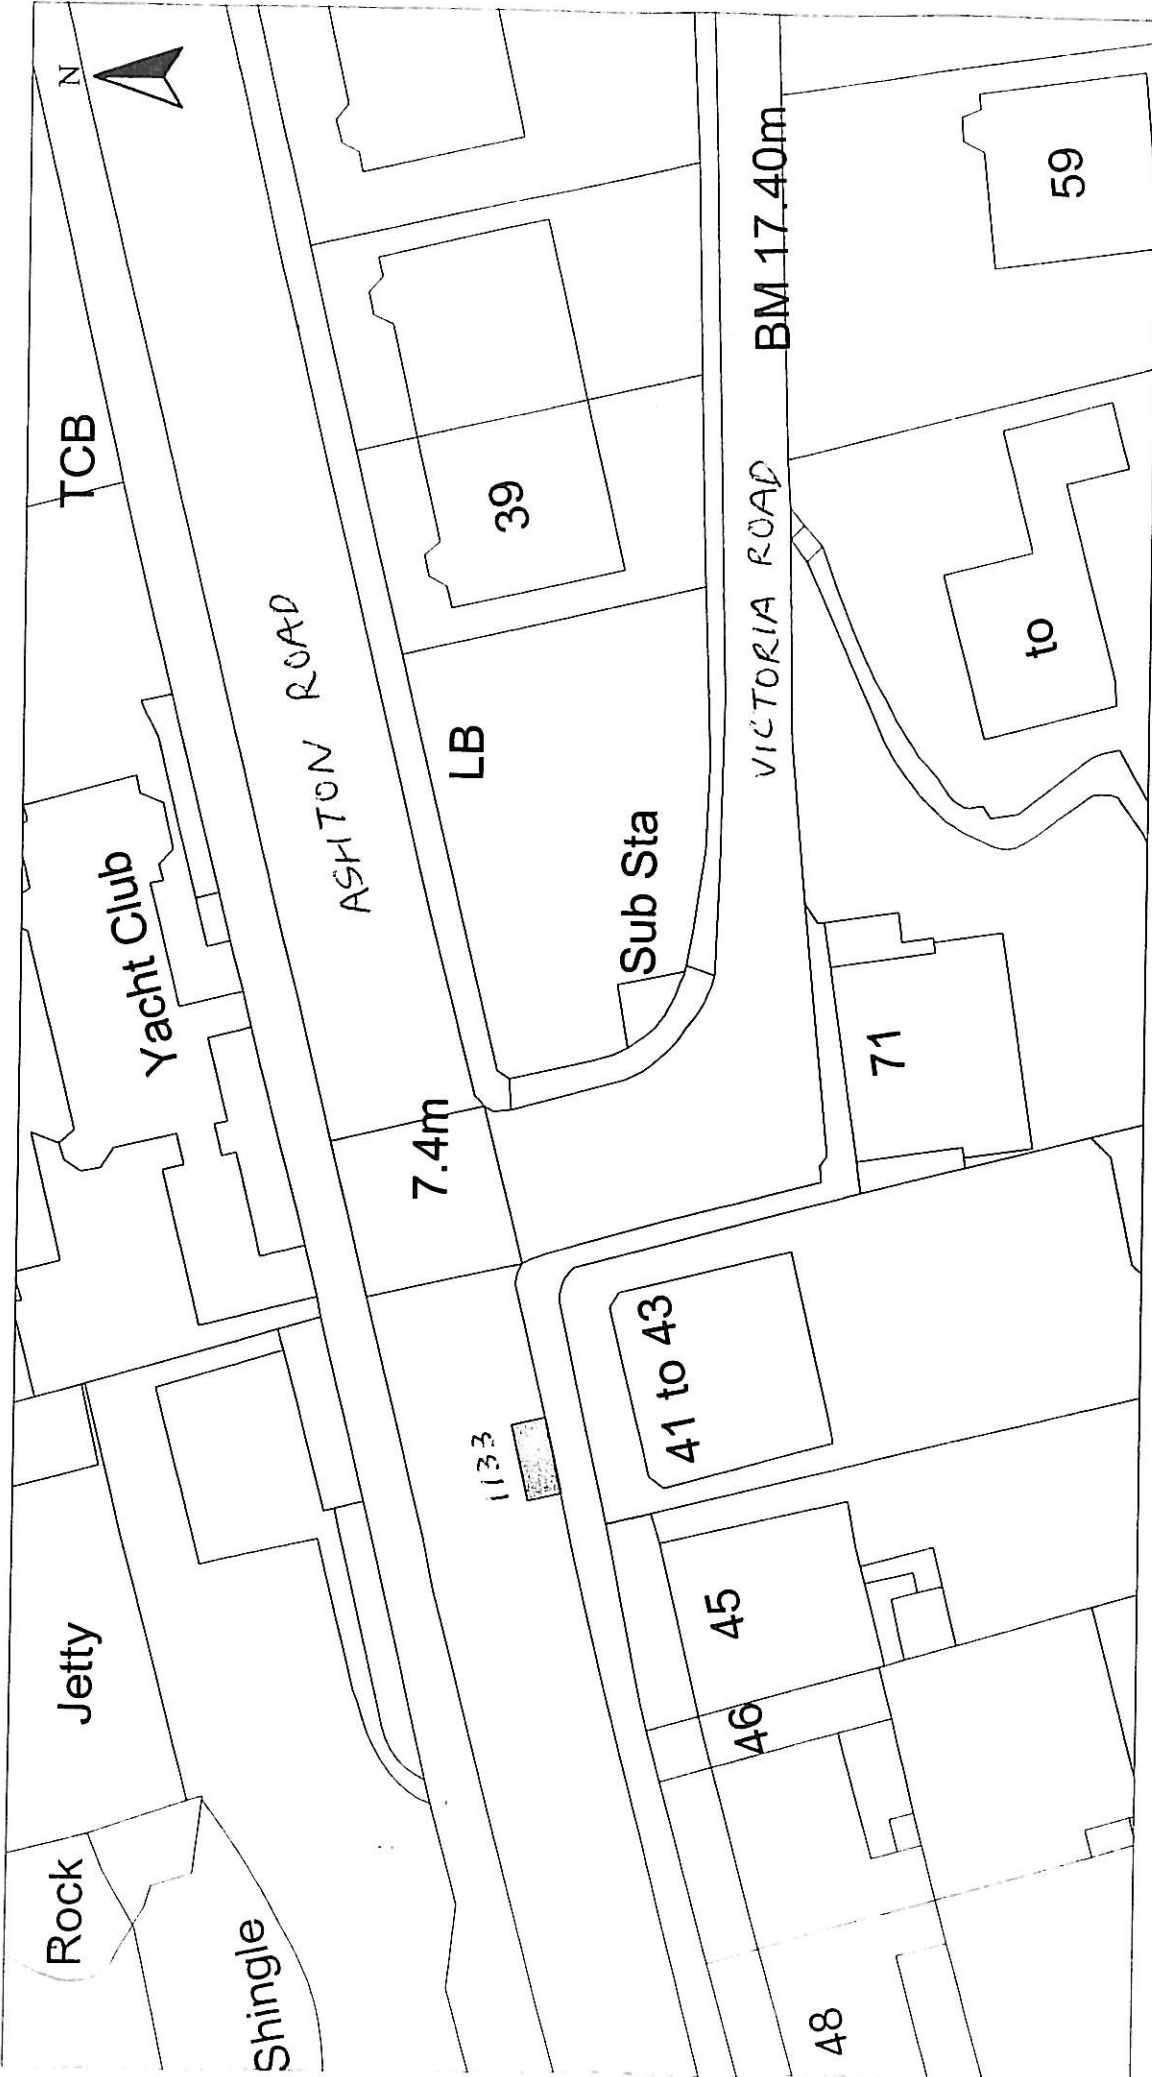 N
TCB
Yacht Club
Jetty
Rock
Shingle
ASHTON ROAD
7.4m
1133
39
LB
Sub Sta
41 to 43
45
46
48
VICTORIA ROAD
BM 17.40m
59
to
71